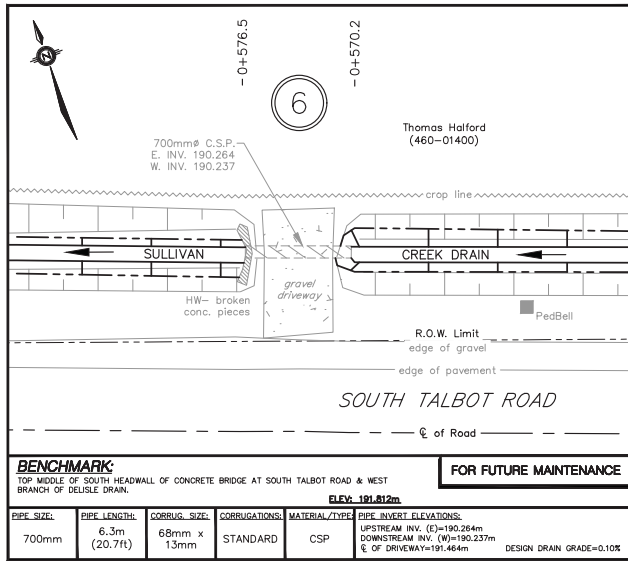 -0+576.5
-0+570.2
N
6
Thomas Halford
(460-01400)
700mmø C.S.P.
E. INV. 190.264
W. INV. 190.237
crop line
SULLIVAN
CREEK DRAIN
gravel
driveway
HW- broken
conc. pieces
PedBell
R.O.W. Limit
edge of gravel
edge of pavement
SOUTH TALBOT ROAD
℄ of Road
BENCHMARK:
TOP MIDDLE OF SOUTH HEADWALL OF CONCRETE BRIDGE AT SOUTH TALBOT ROAD & WEST
BRANCH OF DELISLE DRAIN.
ELEV: 191.812m
FOR FUTURE MAINTENANCE
PIPE SIZE:
700mm
PIPE LENGTH:
6.3m
(20.7ft)
CORRUG. SIZE:
68mm x
13mm
CORRUGATIONS:
STANDARD
MATERIAL/TYPE:
CSP
PIPE INVERT ELEVATIONS:
UPSTREAM INV. (E)=190.264m
DOWNSTREAM INV. (W)=190.237m
℄ OF DRIVEWAY=191.464m
DESIGN DRAIN GRADE=0.10%